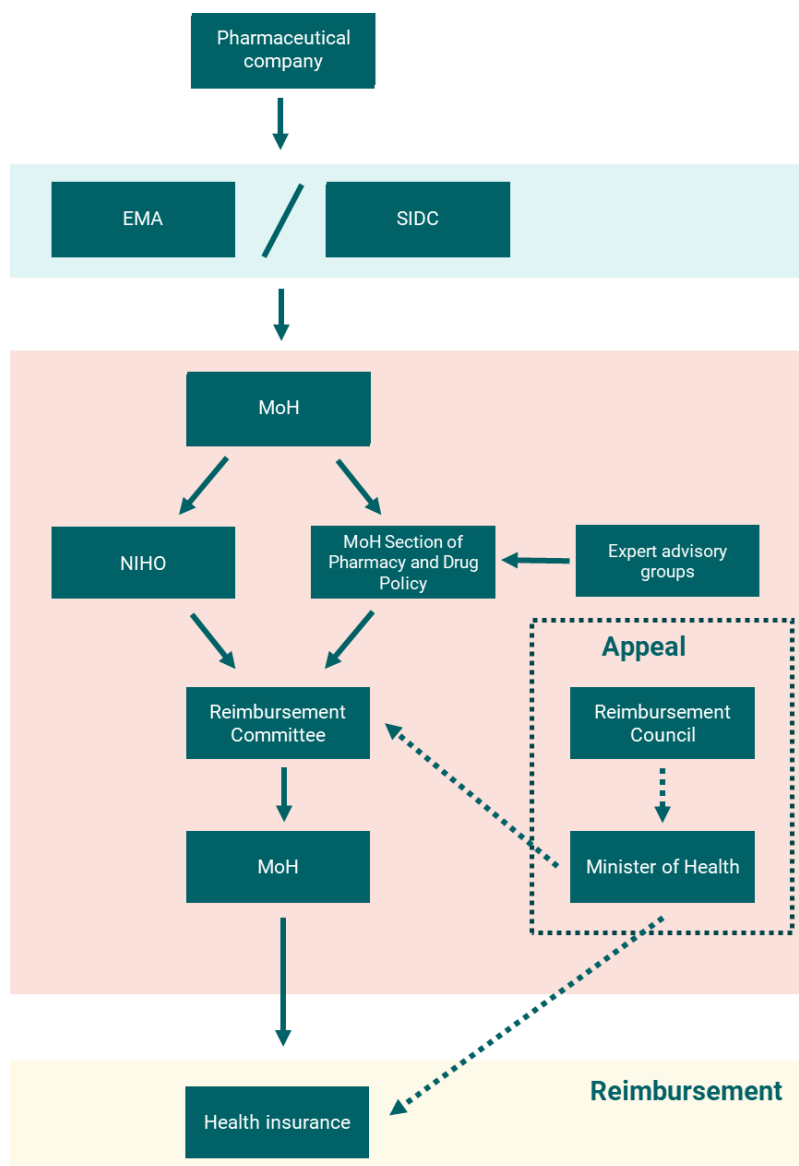 Pharmaceutical
company
EMA
SIDC
MoH
NIHO
MoH Section of
Pharmacy and Drug
Policy
Expert advisory
groups
Appeal
Reimbursement
Committee
Reimbursement
Council
MoH
Minister of Health
Reimbursement
Health insurance